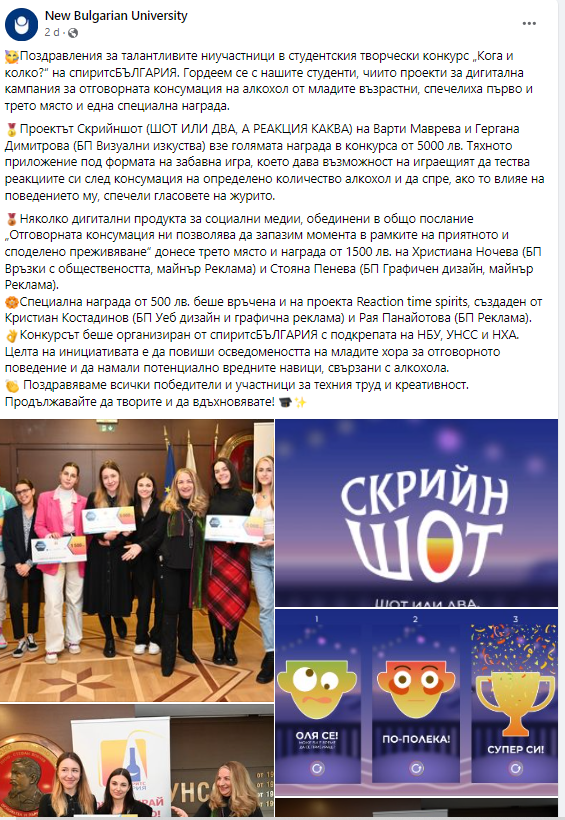 New Bulgarian University
2 d ·
🥰Поздравления за талантливите ниучастници в студентския творчески конкурс „Кога и
колко?“ на спиритсБЪЛГАРИЯ. Гордеем се с нашите студенти, чиито проекти за дигитална
кампания за отговорната консумация на алкохол от младите възрастни, спечелиха първо и
трето място и една специална награда.
🥇Проектът Скрийншот (ШОТ ИЛИ ДВА, А РЕАКЦИЯ КАКВА) на Варти Маврева и Гергана
Димитрова (БП Визуални изкуства) взе голямата награда в конкурса от 5000 лв. Тяхното
приложение под формата на забавна игра, което дава възможност на играещият да тества
реакциите си след консумация на определено количество алкохол и да спре, ако то влияе на
поведението му, спечели гласовете на журито.
🥉Няколко дигитални продукта за социални медии, обединени в общо послание
„Отговорната консумация ни позволява да запазим момента в рамките на приятното и
споделено преживяване“ донесе трето място и награда от 1500 лв. на Христиана Ночева (БП
Връзки с обществеността, майнър Реклама) и Стояна Пенева (БП Графичен дизайн, майнър
Реклама).
🏵Специална награда от 500 лв. беше връчена и на проекта Reaction time spirits, създаден от
Кристиан Костадинов (БП Уеб дизайн и графична реклама) и Рая Панайотова (БП Реклама).
👌Конкурсът беше организиран от спиритсБЪЛГАРИЯ с подкрепата на НБУ, УНСС и НХА.
Целта на инициативата е да повиши осведомеността на младите хора за отговорното
поведение и да намали потенциално вредните навици, свързани с алкохола.
👏 Поздравяваме всички победители и участници за техния труд и креативност.
Продължавайте да творите и да вдъхновявате! 🎓✨
СКРИЙН
ШОТ
ШОТ ИЛИ ДВА,
1
2
3
ОЛЯ СЕ!
ПО-ПОЛЕКА!
СУПЕР СИ!
УНСС